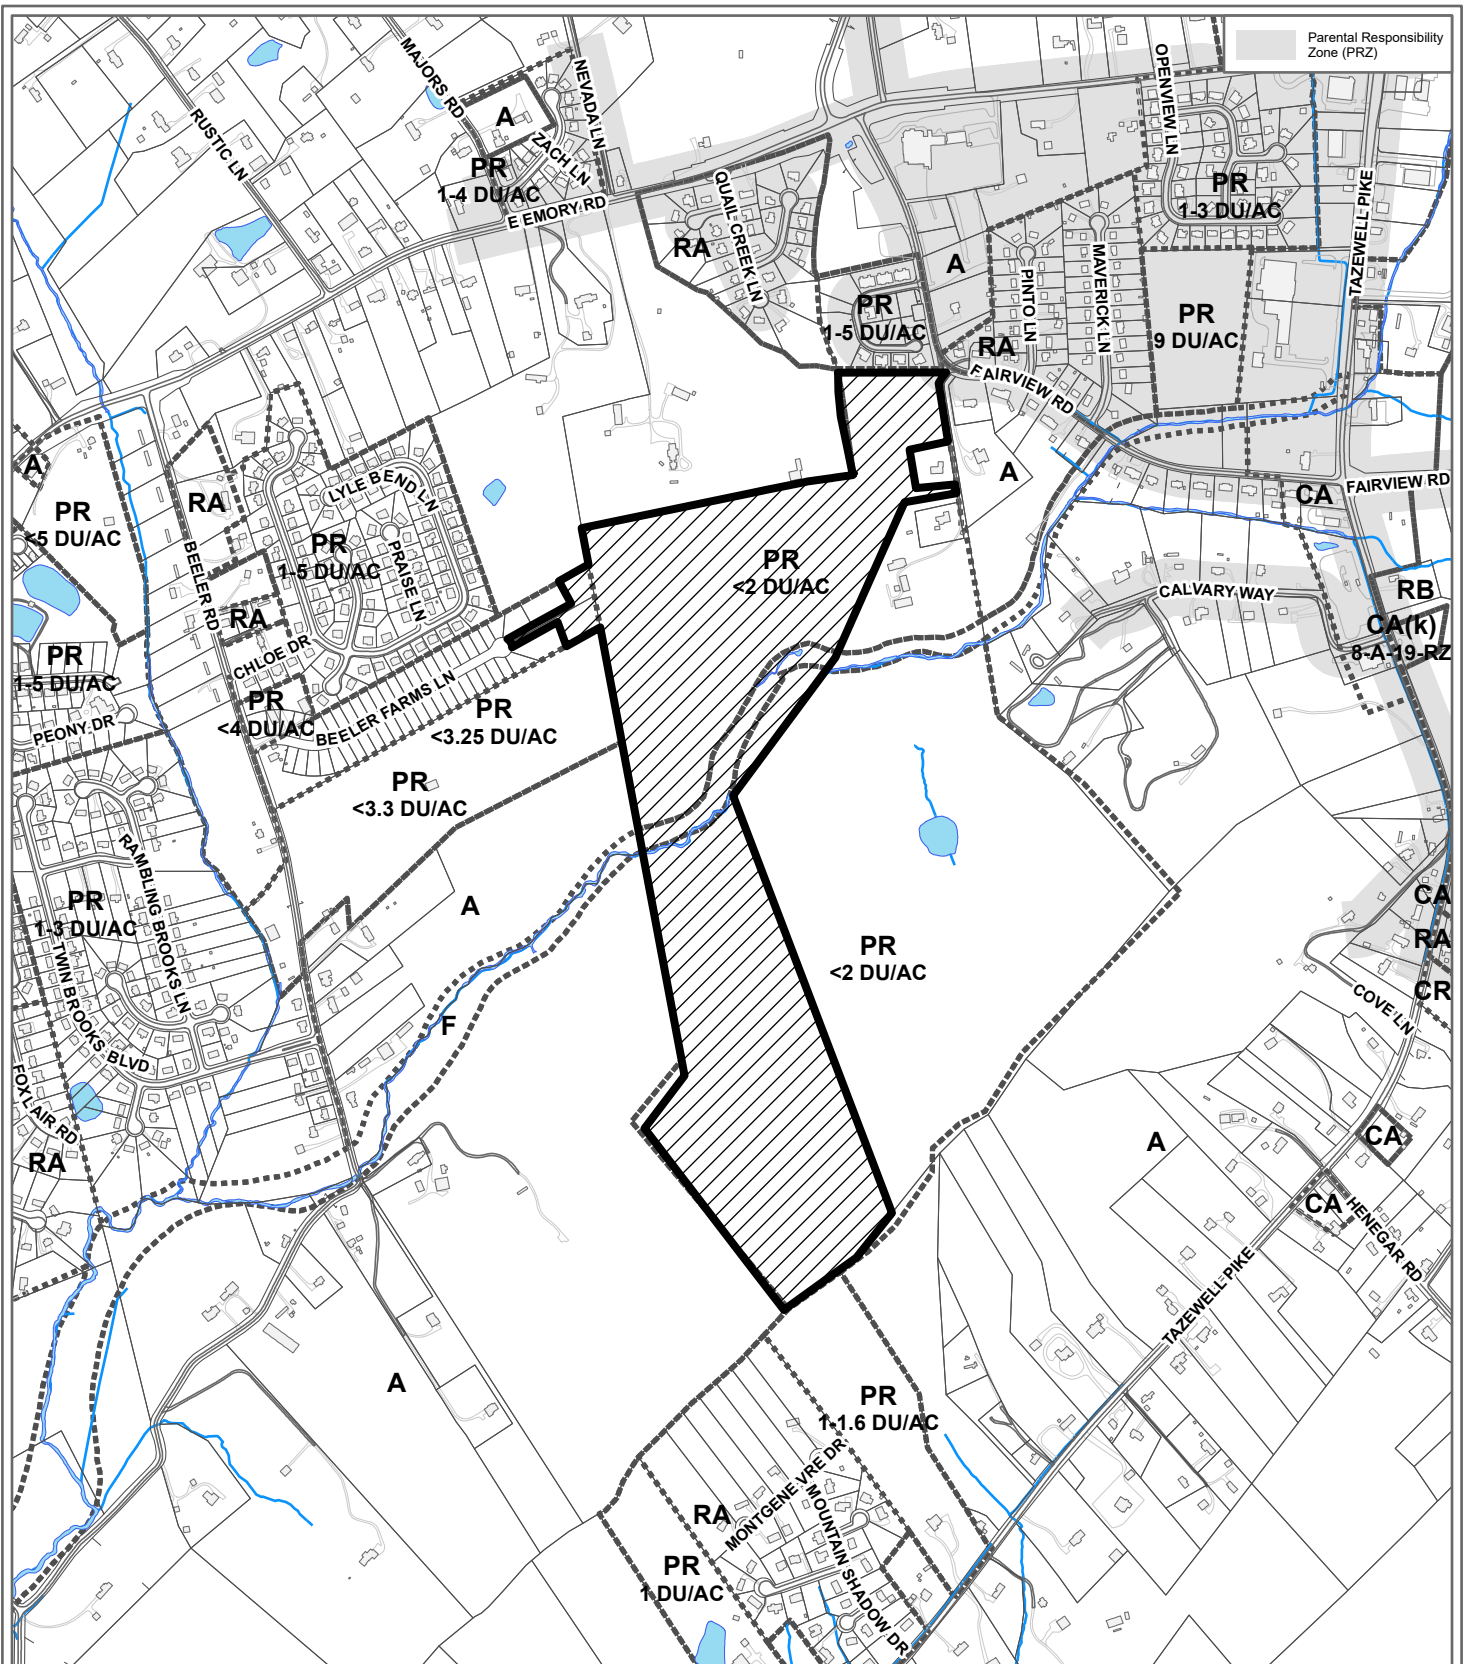 Parental Responsibility
Zone (PRZ)
MAJORS RD
NEVADA LN
OPENVIEW LN
A
RUSTIC LN
ZACH LN
PR
1-4 DU/AC
E EMORY RD
QUAIL CREEK LN
PR
1-3 DU/AC
TAZEWELL PIKE
RA
A
PINTO LN
MAVERICK LN
PR
1-5 DU/AC
PR
9 DU/AC
RA
FAIRVIEW RD
A
PR
<5 DU/AC
RA
LYLE BEND LN
A
CA
FAIRVIEW RD
BEELER RD
PR
1-5 DU/AC
PRAISE LN
PR
<2 DU/AC
CALVARY WAY
RB
RA
CA(k)
8-A-19-RZ
CHLOE DR
PR
1-5 DU/AC
PEONY DR
PR
<4 DU/AC
BEELER FARMS LN
PR
<3.25 DU/AC
PR
<3.3 DU/AC
RAMBLING BROOKS LN
PR
1-3 DU/AC
A
CA
TWIN BROOKS BLVD
PR
<2 DU/AC
RA
CR
COVE LN
F
FOX LAIR RD
RA
A
CA
CA
HENEGAR RD
TAZEWELL PIKE
A
PR
1-1.6 DU/AC
MONTGENEVRE DR
RA
MOUNTAIN SHADOW DR
PR
1 DU/AC